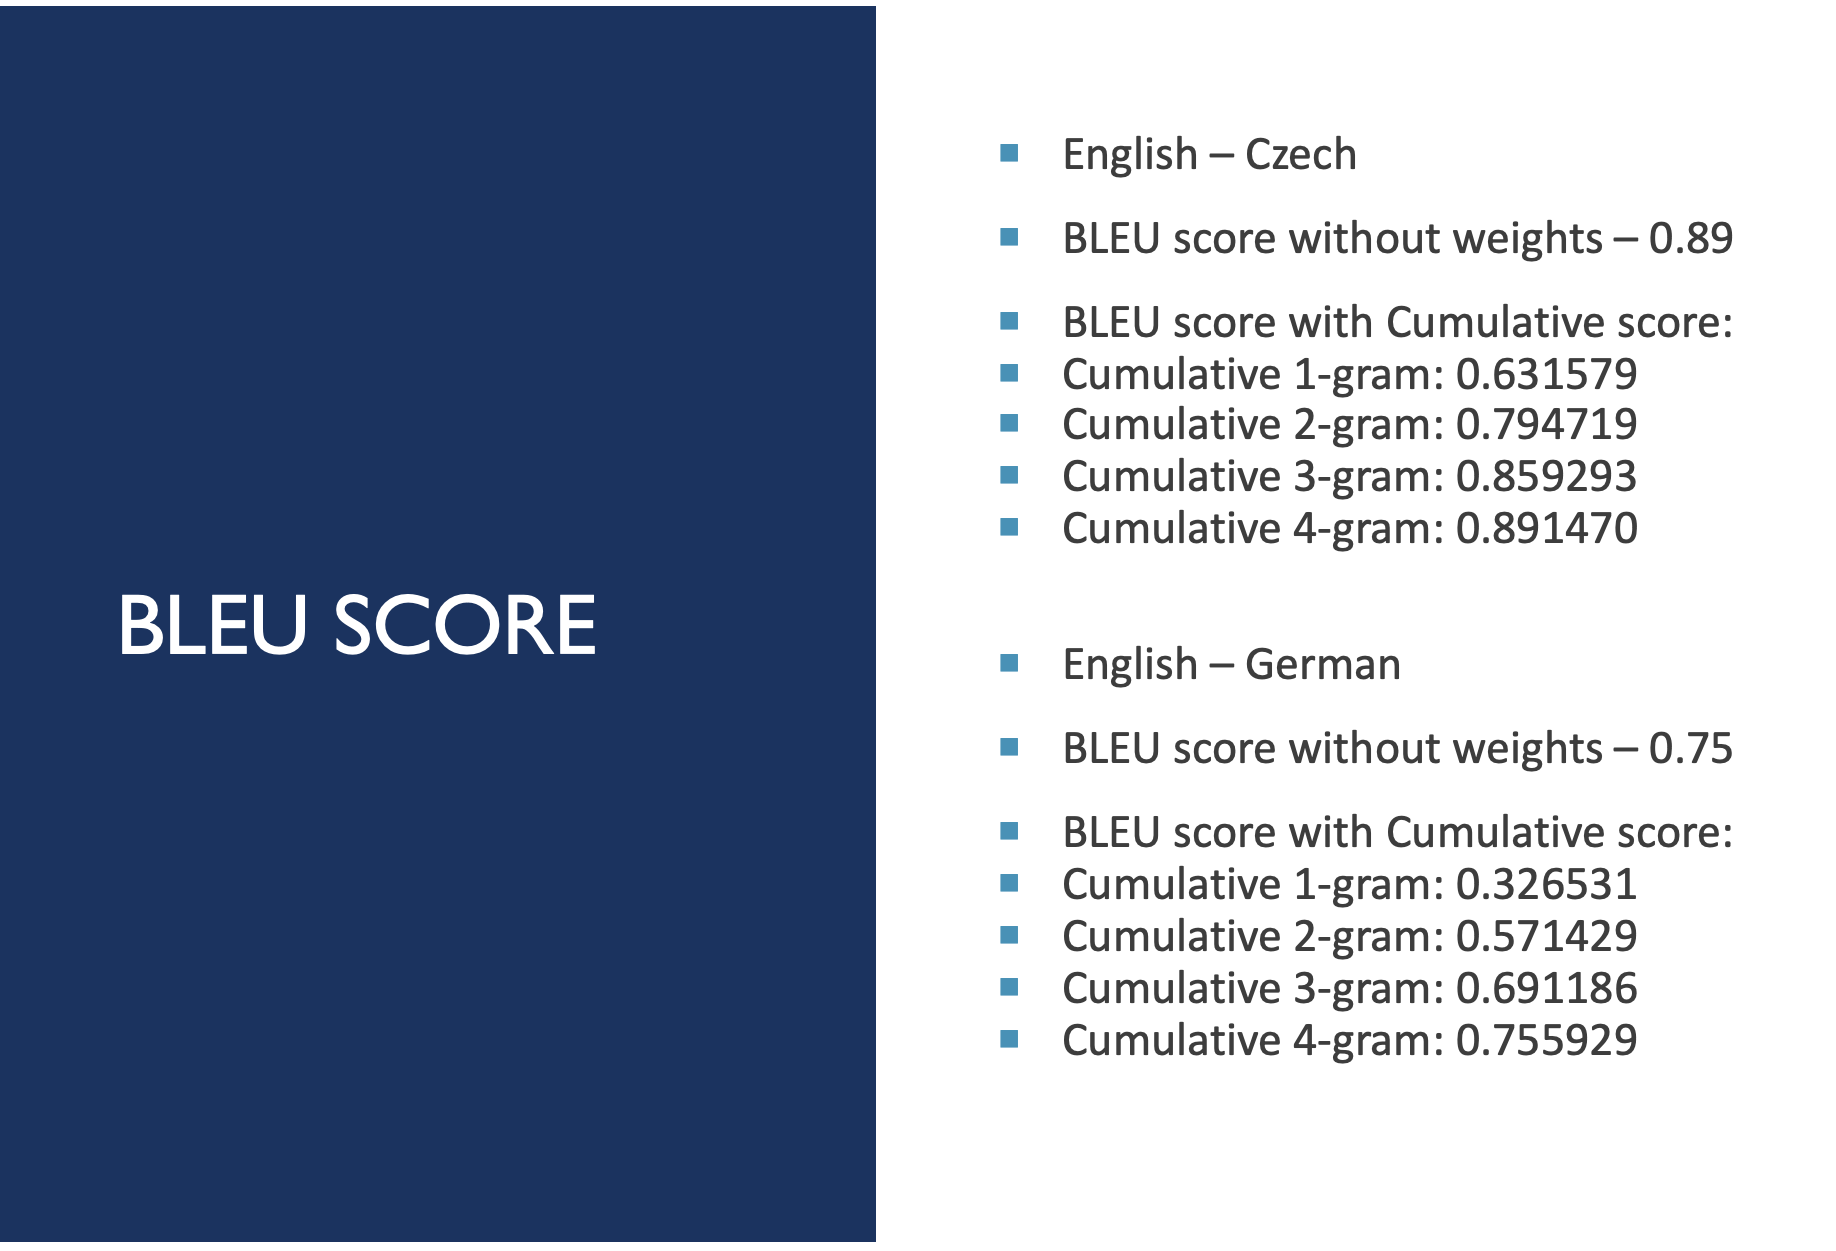 BLEU SCORE
English – Czech
BLEU score without weights – 0.89
BLEU score with Cumulative score:
Cumulative 1-gram: 0.631579
Cumulative 2-gram: 0.794719
Cumulative 3-gram: 0.859293
Cumulative 4-gram: 0.891470
English – German
BLEU score without weights – 0.75
BLEU score with Cumulative score:
Cumulative 1-gram: 0.326531
Cumulative 2-gram: 0.571429
Cumulative 3-gram: 0.691186
Cumulative 4-gram: 0.755929